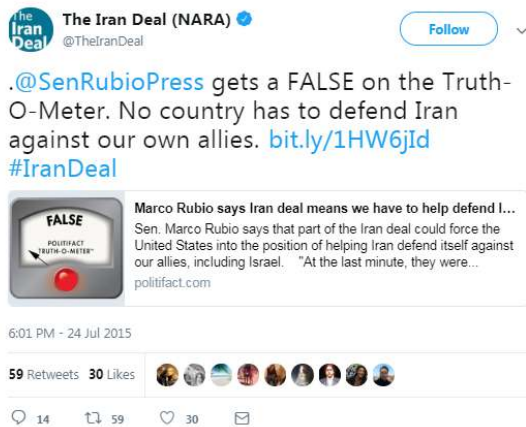 The
Iran
Deal
The Iran Deal (NARA)
@TheIranDeal
Follow
.@SenRubioPress gets a FALSE on the Truth-
O-Meter. No country has to defend Iran
against our own allies. bit.ly/1HW6jId
#IranDeal
FALSE
POLITIFACT
TRUTH-O-METER™
Marco Rubio says Iran deal means we have to help defend I...
Sen. Marco Rubio says that part of the Iran deal could force the
United States into the position of helping Iran defend itself against
our allies, including Israel. "At the last minute, they were...
politifact.com
6:01 PM - 24 Jul 2015
59 Retweets 30 Likes
14 59 30